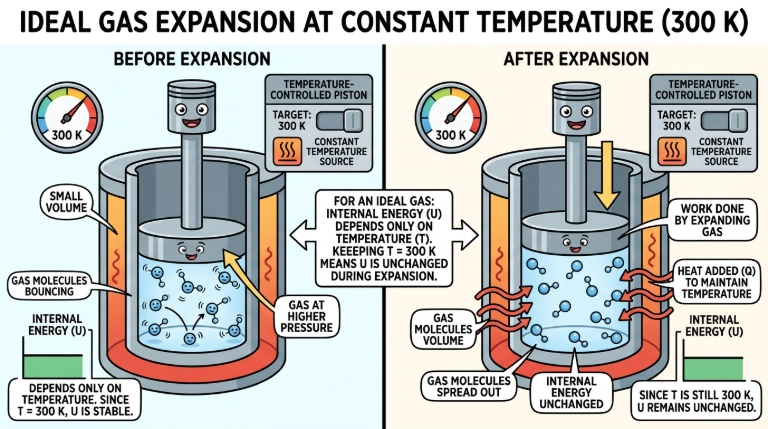 IDEAL GAS EXPANSION AT CONSTANT TEMPERATURE (300 K)
BEFORE EXPANSION
300 K
TEMPERATURE-
CONTROLLED PISTON
TARGET:
300 K
CONSTANT
TEMPERATURE
SOURCE
SMALL
VOLUME
GAS MOLECULES
BOUNCING
GAS AT
HIGHER
PRESSURE
INTERNAL
ENERGY (U)
DEPENDS ONLY ON
TEMPERATURE. SINCE
T = 300 K, U IS STABLE.
FOR AN IDEAL GAS:
INTERNAL ENERGY (U)
DEPENDS ONLY ON
TEMPERATURE (T).
KEEEPING T = 300 K
MEANS U IS UNCHANGED
DURING EXPANSION.
AFTER EXPANSION
300 K
TEMPERATURE-
CONTROLLED PISTON
TARGET:
300 K
CONSTANT
TEMPERATURE
SOURCE
WORK DONE
BY EXPANDING
GAS
HEAT ADDED (Q)
TO MAINTAIN
TEMPERATURE
GAS
MOLECULES
VOLUME
GAS MOLECULES
SPREAD OUT
INTERNAL
ENERGY
UNCHANGED
INTERNAL
ENERGY (U)
SINCE T IS STILL 300 K,
U REMAINS UNCHANGED.